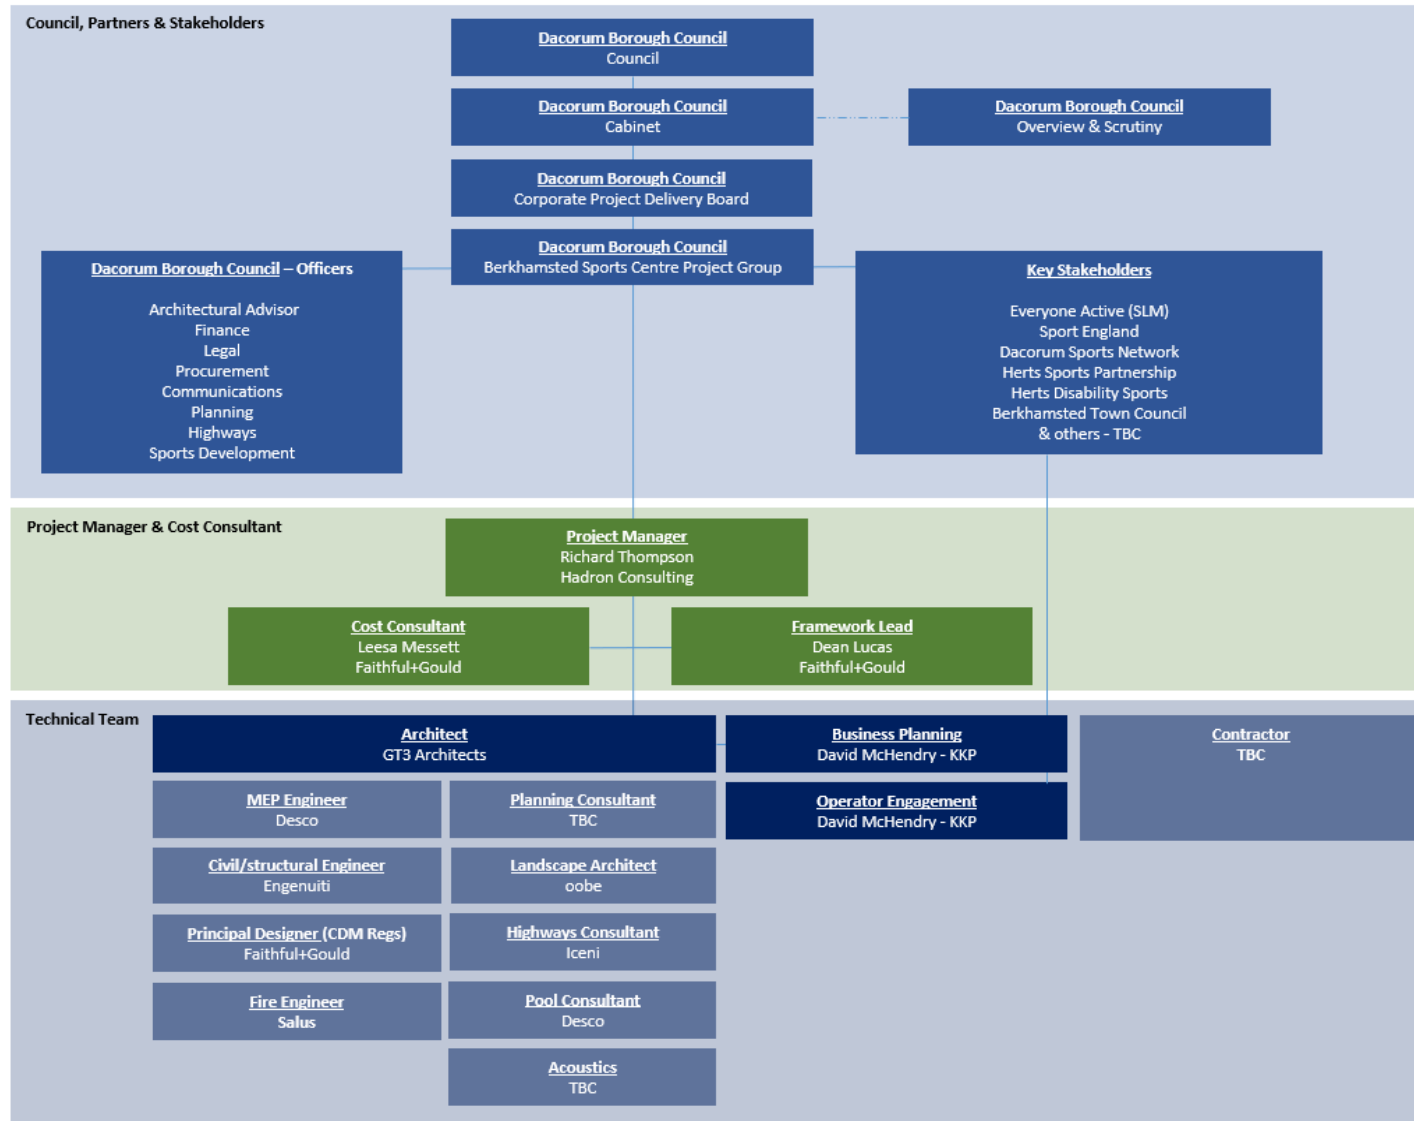 Council, Partners & Stakeholders
Dacorum Borough Council
Council
Dacorum Borough Council
Cabinet
Dacorum Borough Council
Overview & Scrutiny
Dacorum Borough Council
Corporate Project Delivery Board
Dacorum Borough Council
Berkhamsted Sports Centre Project Group
Dacorum Borough Council – Officers
Architectural Advisor
Finance
Legal
Procurement
Communications
Planning
Highways
Sports Development
Key Stakeholders
Everyone Active (SLM)
Sport England
Dacorum Sports Network
Herts Sports Partnership
Herts Disability Sports
Berkhamsted Town Council
& others - TBC
Project Manager & Cost Consultant
Project Manager
Richard Thompson
Hadron Consulting
Cost Consultant
Leesa Messett
Faithful+Gould
Framework Lead
Dean Lucas
Faithful+Gould
Technical Team
Architect
GT3 Architects
Business Planning
David McHendry - KKP
Contractor
TBC
MEP Engineer
Desco
Planning Consultant
TBC
Operator Engagement
David McHendry - KKP
Civil/structural Engineer
Engenuiti
Landscape Architect
oobe
Principal Designer (CDM Regs)
Faithful+Gould
Highways Consultant
Iceni
Fire Engineer
Salus
Pool Consultant
Desco
Acoustics
TBC